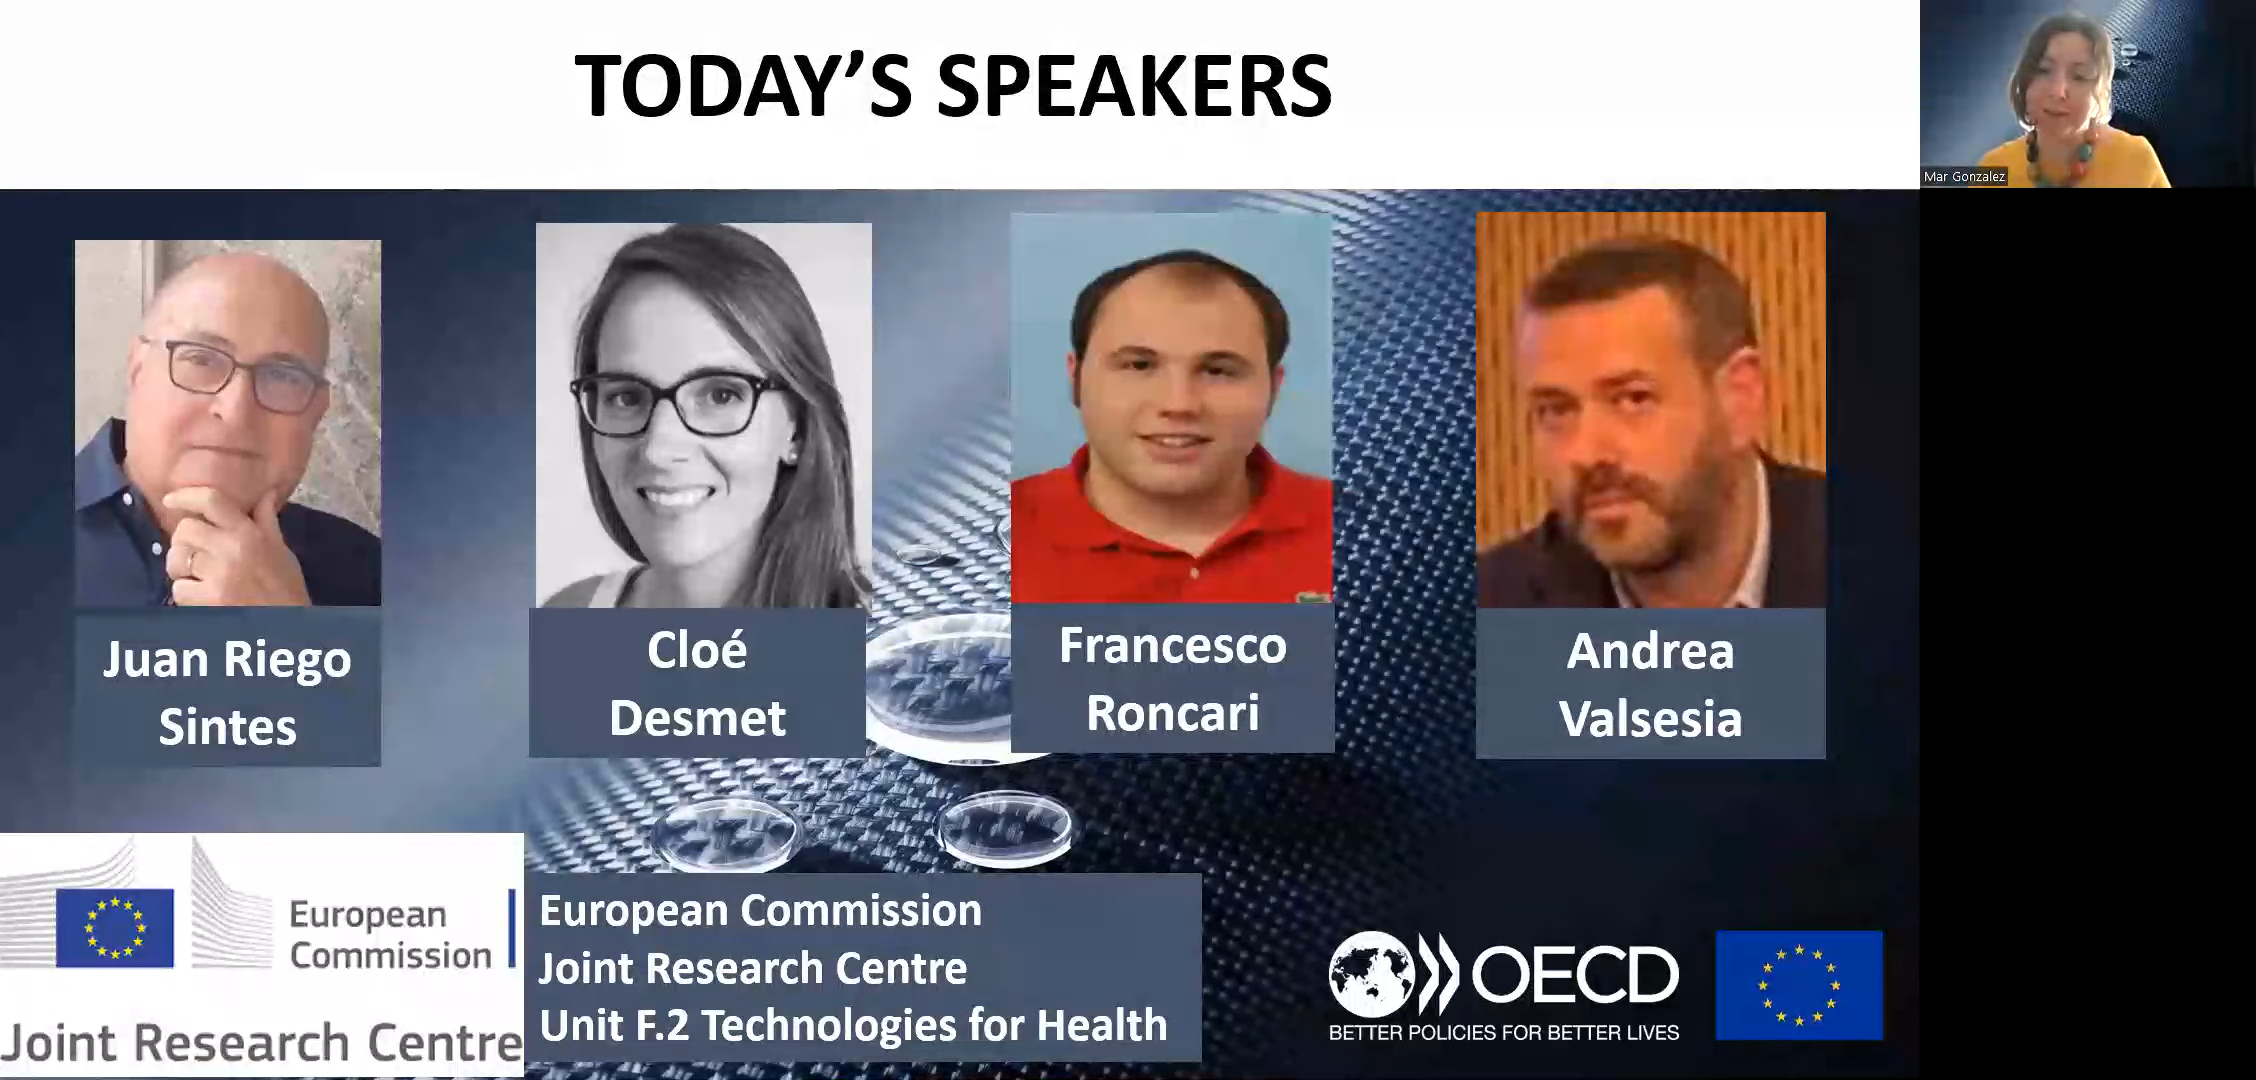 TODAY’S SPEAKERS
Mar Gonzalez
Juan Riego
Sintes
Cloé
Desmet
Francesco
Roncari
Andrea
Valsesia
European
Commission
Joint Research Centre
European Commission
Joint Research Centre
Unit F.2 Technologies for Health
OECD
BETTER POLICIES FOR BETTER LIVES